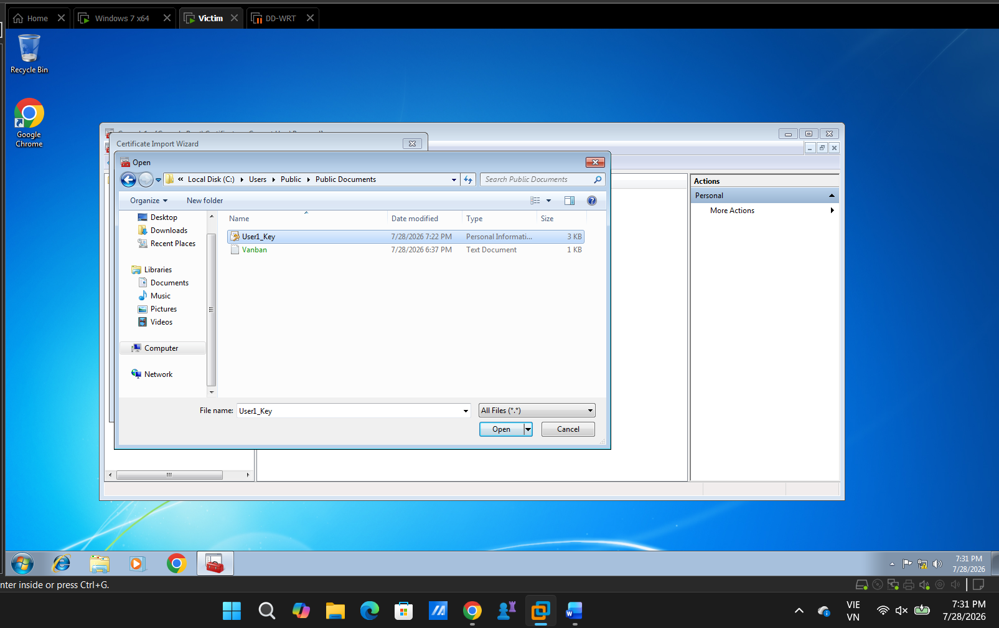 Home
Windows 7 x64
Victim
DD-WRT
Recycle Bin
Google
Chrome
Certificate Import Wizard
Open
« Local Disk (C:) Users Public Public Documents
Search Public Documents
Organize
New folder
Desktop
Downloads
Recent Places
Libraries
Documents
Music
Pictures
Videos
Computer
Network
Name Date modified Type Size
User1_Key 7/28/2026 7:22 PM Personal Informati... 3 KB
Vanban 7/28/2026 6:37 PM Text Document 1 KB
File name: User1_Key
All Files (*.*)
Open
Cancel
Actions
Personal
More Actions
7:31 PM
7/28/2026
nter inside or press Ctrl+G.
VIE
VN
7:31 PM
7/28/2026